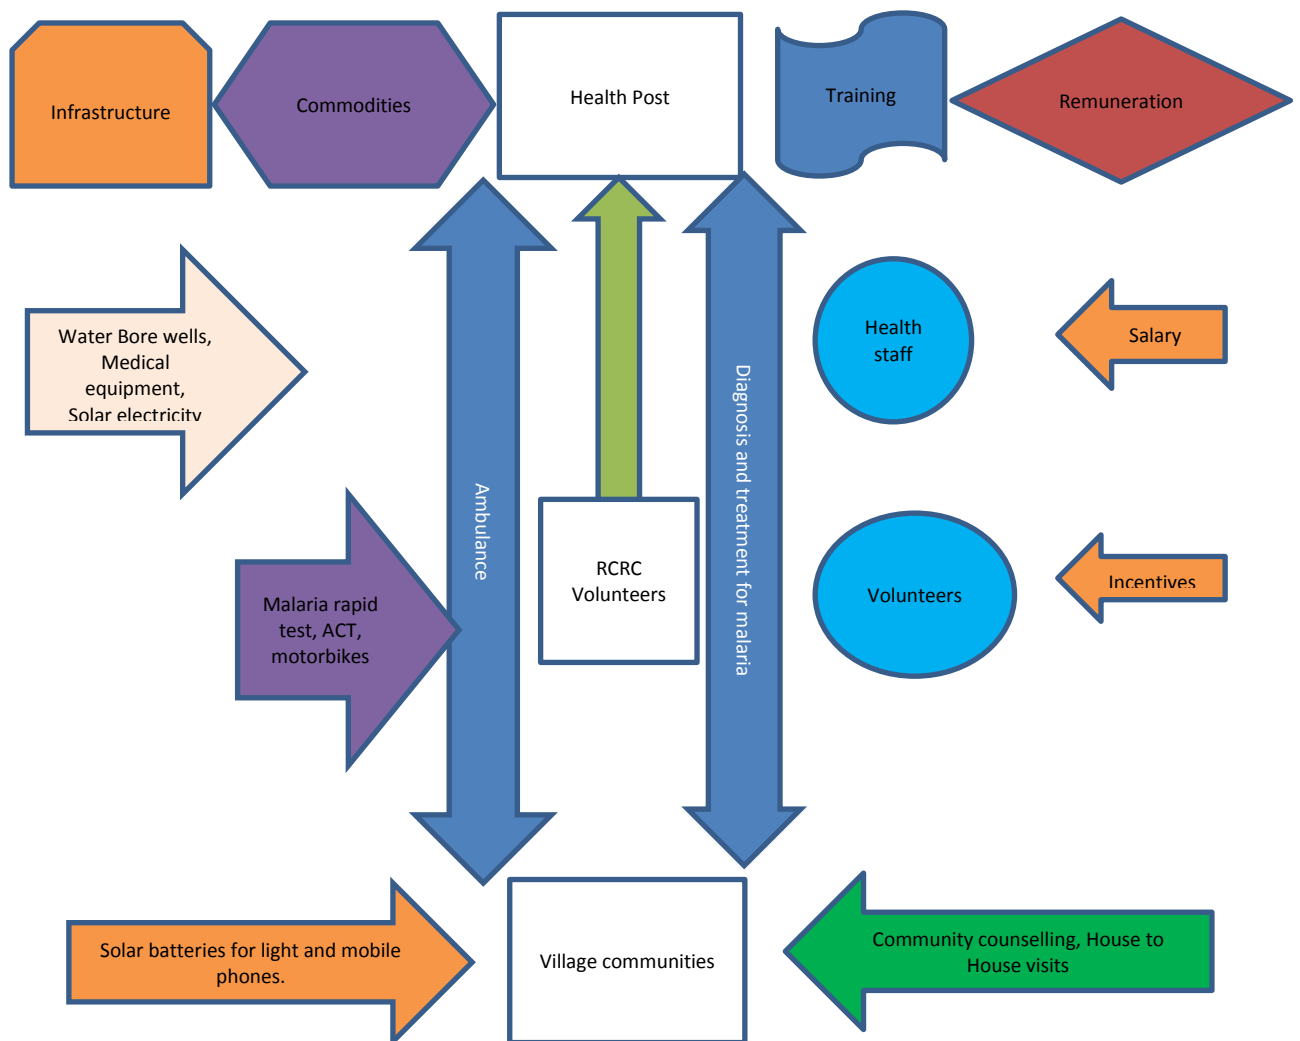 Infrastructure
Commodities
Health Post
Training
Remuneration
Water Bore wells,
Medical
equipment,
Solar electricity
Health
staff
Salary
Ambulance
Diagnosis and treatment for malaria
RCRC
Volunteers
Malaria rapid
test, ACT,
motorbikes
Volunteers
Incentives
Solar batteries for light and mobile
phones.
Village communities
Community counselling, House to
House visits